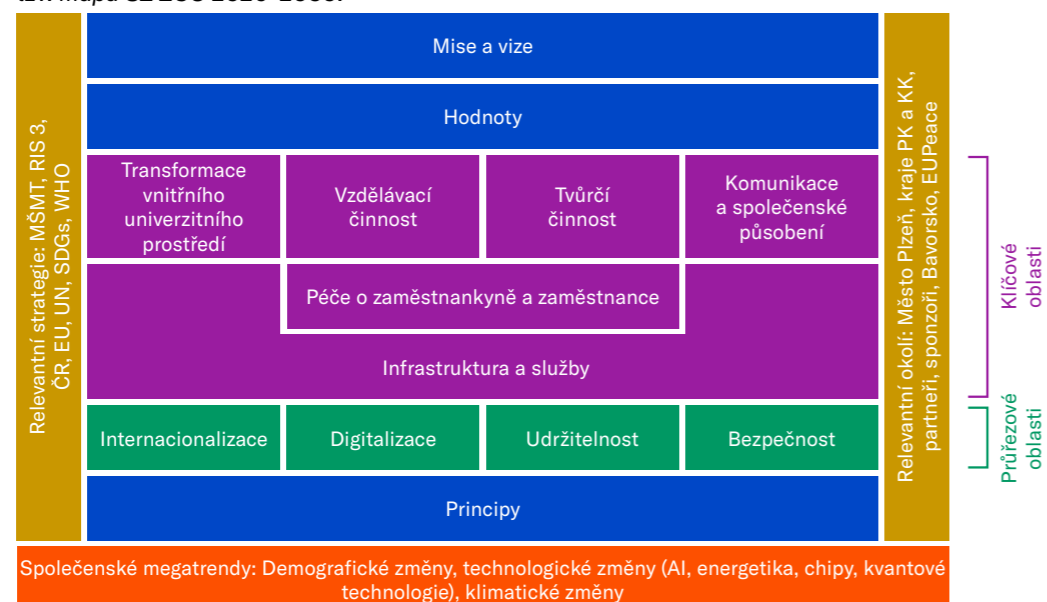 Mise a vize
Hodnoty
Relevantní strategie: MŠMT, RIS 3,
ČR, EU, UN, SDGs, WHO
Transformace
vnitřního
univerzitního
prostředí
Vzdělávací
činnost
Tvůrčí
činnost
Komunikace
a společenské
působení
Péče o zaměstnankyně a zaměstnance
Infrastruktura a služby
Internacionalizace
Digitalizace
Udržitelnost
Bezpečnost
Principy
Relevantní okolí: Město Plzeň, kraje PK a KK,
partneři, sponzoři, Bavorsko, EUPeace
Klíčové
oblasti
Průřezové
oblasti
Společenské megatrendy: Demografické změny, technologické změny (AI, energetika, chipy, kvantové
technologie), klimatické změny